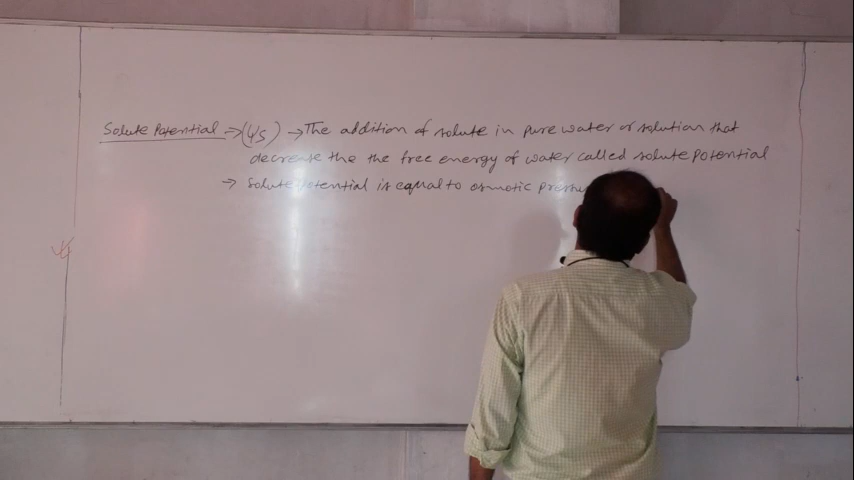 Solute Potential → (Ψs) → The addition of solute in pure water or solution that
decrease the the free energy of water called solute potential
→ Solute potential is equal to osmotic